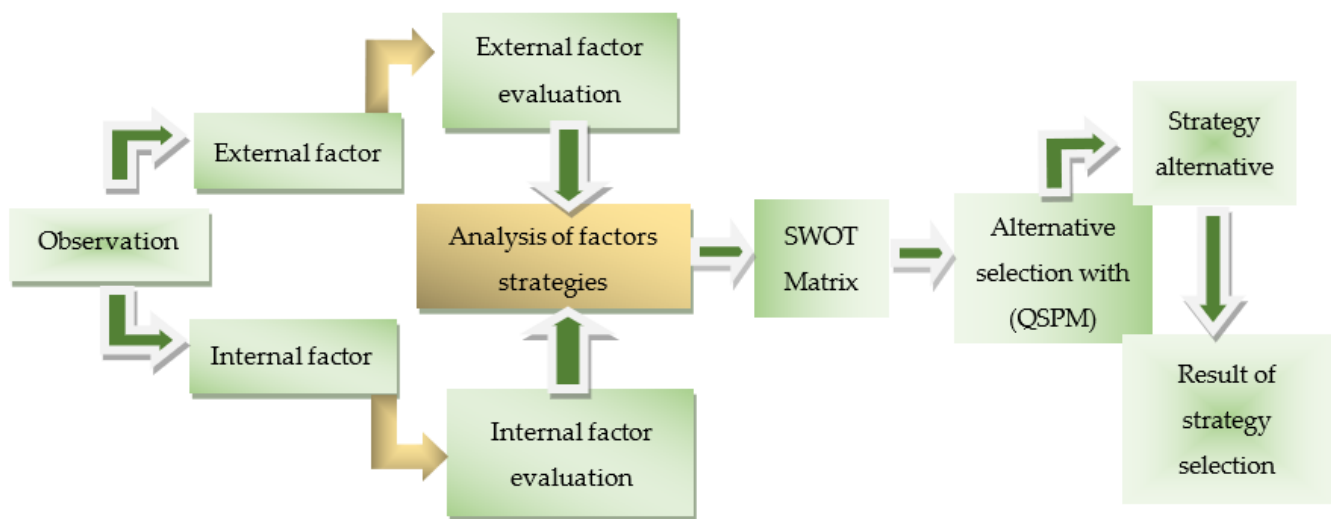 Observation
External factor
External factor
evaluation
Internal factor
Internal factor
evaluation
Analysis of factors
strategies
SWOT
Matrix
Alternative
selection with
(QSPM)
Strategy
alternative
Result of
strategy
selection